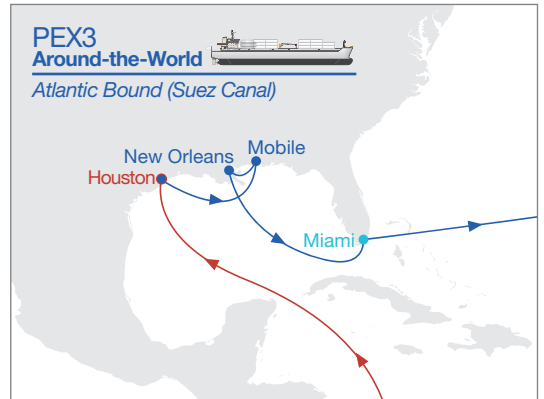 PEX3
Around-the-World
Atlantic Bound (Suez Canal)
Mobile
New Orleans
Houston
Miami